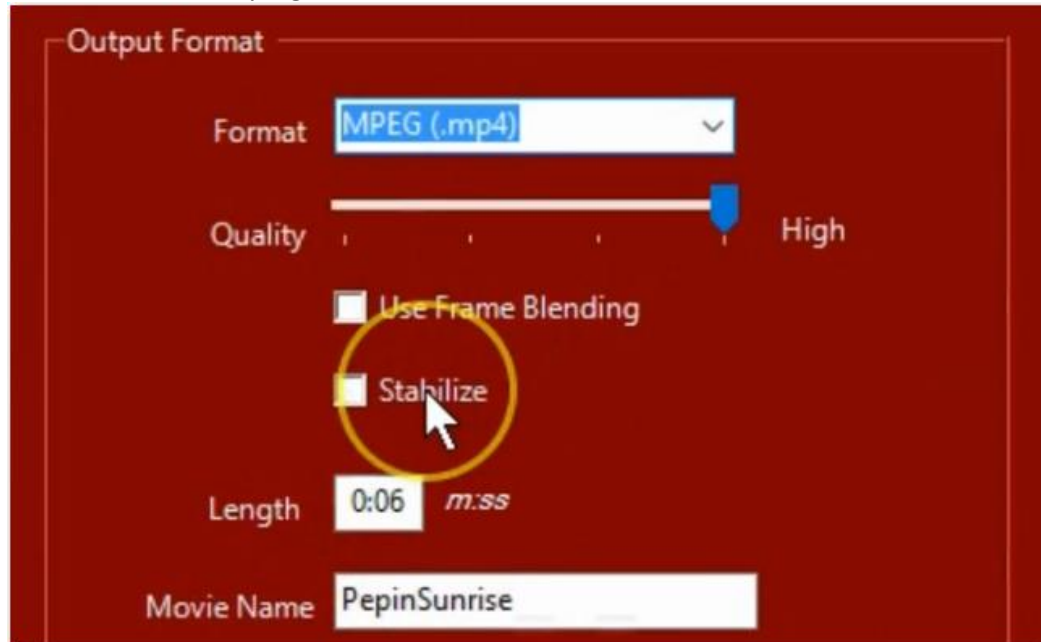 Output Format
Format MPEG (.mp4)
Quality High
Use Frame Blending
Stabilize
Length 0:06 m:ss
Movie Name PepinSunrise